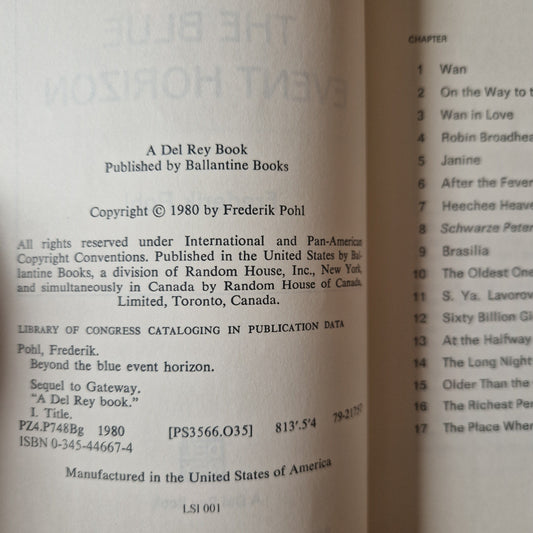 A Del Rey Book
Published by Ballantine Books
Copyright © 1980 by Frederik Pohl
All rights reserved under International and Pan-American
Copyright Conventions. Published in the United States by Bal-
lantine Books, a division of Random House, Inc., New York,
and simultaneously in Canada by Random House of Canada,
Limited, Toronto, Canada.
LIBRARY OF CONGRESS CATALOGING IN PUBLICATION DATA
Pohl, Frederik.
Beyond the blue event horizon.
Sequel to Gateway.
"A Del Rey book."
I. Title.
PZ4.P748Bg 1980 [PS3566.O35] 813'.5'4 79-21757
ISBN 0-345-44667-4
Manufactured in the United States of America
LSI 001
CHAPTER
1 Wan
2 On the Way to t
3 Wan in Love
4 Robin Broadhea
5 Janine
6 After the Fever
7 Heechee Heave
8 Schwarze Peter
9 Brasilia
10 The Oldest One
11 S. Ya. Lavorov
12 Sixty Billion Gi
13 At the Halfway
14 The Long Night
15 Older Than the
16 The Richest Pe
17 The Place Wher